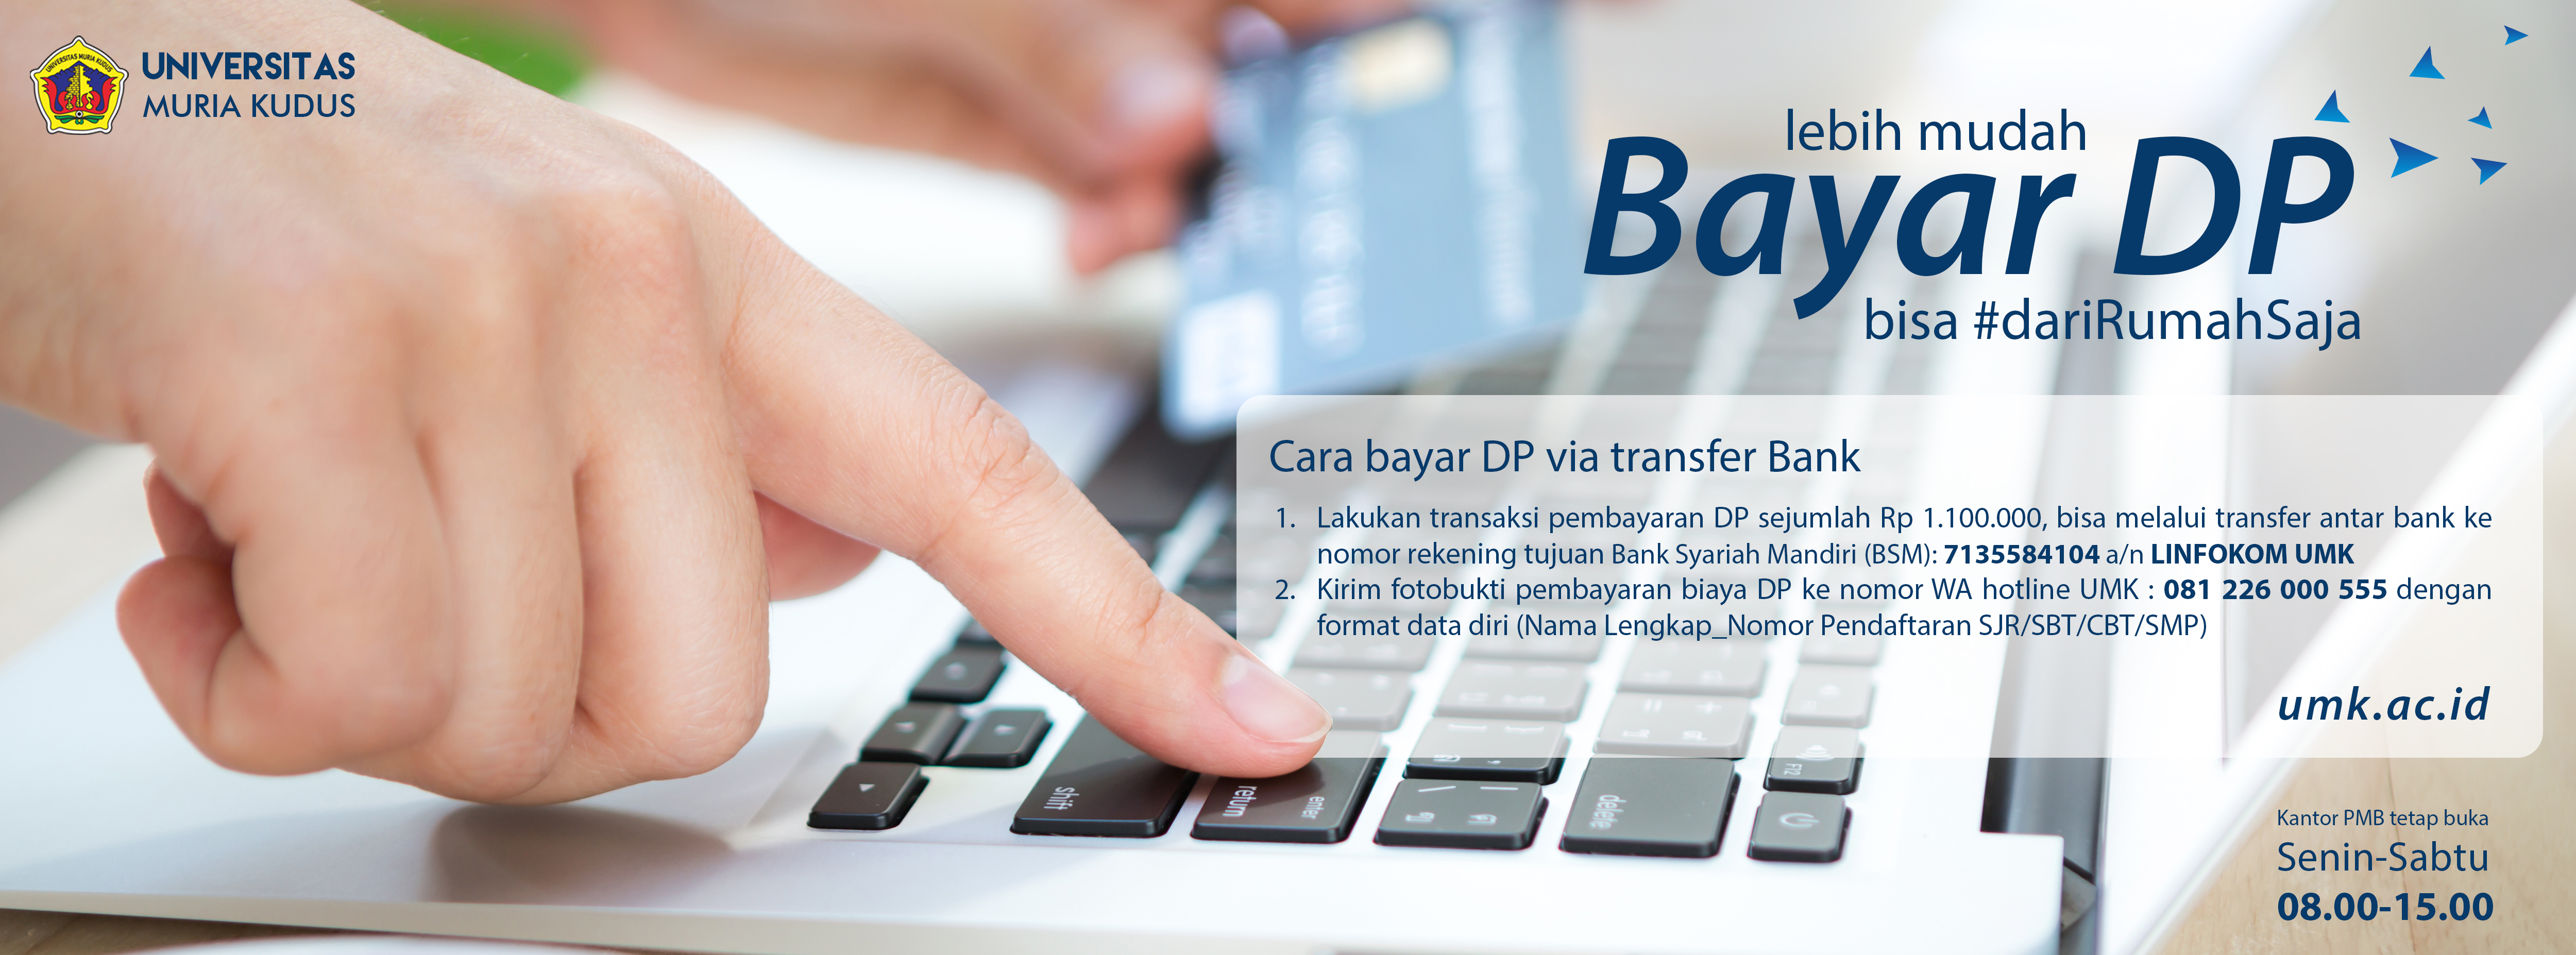 UNIVERSITAS
MURIA KUDUS
lebih mudah
Bayar DP
bisa #dariRumahSaja
Cara bayar DP via transfer Bank
1. Lakukan transaksi pembayaran DP sejumlah Rp 1.100.000, bisa melalui transfer antar bank ke
nomor rekening tujuan Bank Syariah Mandiri (BSM): 7135584104 a/n LINFOKOM UMK
2. Kirim fotobukti pembayaran biaya DP ke nomor WA hotline UMK : 081 226 000 555 dengan
format data diri (Nama Lengkap_Nomor Pendaftaran SJR/SBT/CBT/SMP)
umk.ac.id
Kantor PMB tetap buka
Senin-Sabtu
08.00-15.00
UNIVERSITAS MURIA KUDUS
shift
return
enter
delete
F12